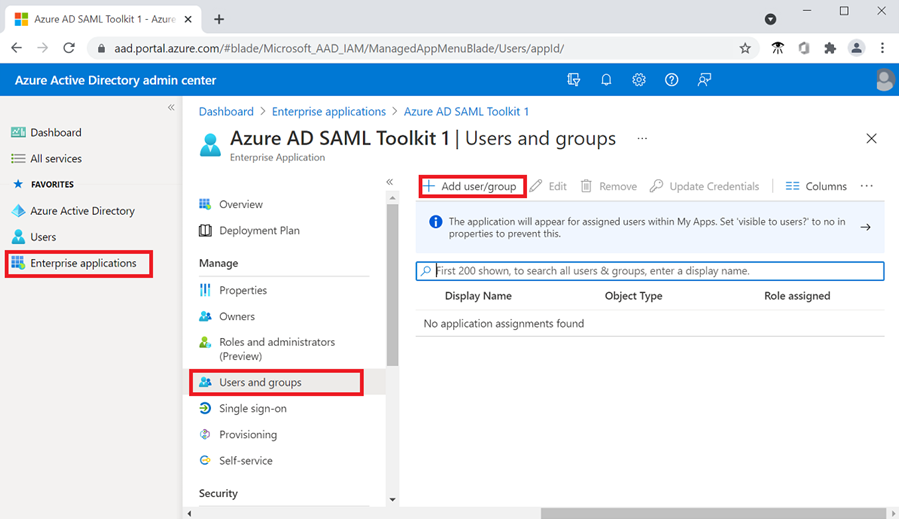 Azure AD SAML Toolkit 1 - Azure
aad.portal.azure.com/#blade/Microsoft_AAD_IAM/ManagedAppMenuBlade/Users/appId/
Azure Active Directory admin center
Dashboard
All services
FAVORITES
Azure Active Directory
Users
Enterprise applications
Dashboard > Enterprise applications > Azure AD SAML Toolkit 1
Azure AD SAML Toolkit 1 | Users and groups ...
Enterprise Application
Overview
Deployment Plan
Manage
Properties
Owners
Roles and administrators
(Preview)
Users and groups
Single sign-on
Provisioning
Self-service
Security
Add user/group Edit Remove Update Credentials Columns ...
The application will appear for assigned users within My Apps. Set 'visible to users?' to no in
properties to prevent this.
First 200 shown, to search all users & groups, enter a display name.
Display Name Object Type Role assigned
No application assignments found